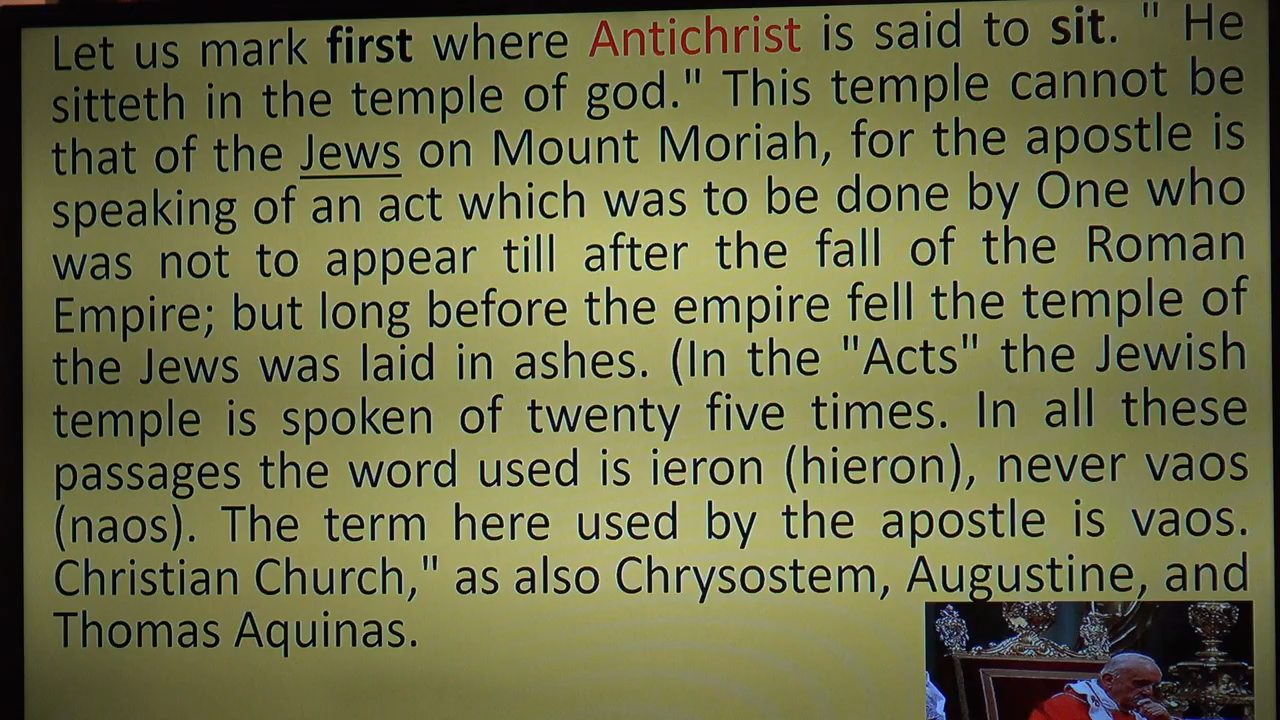 Let us mark first where Antichrist is said to sit. " He
sitteth in the temple of god." This temple cannot be
that of the Jews on Mount Moriah, for the apostle is
speaking of an act which was to be done by One who
was not to appear till after the fall of the Roman
Empire; but long before the empire fell the temple of
the Jews was laid in ashes. (In the "Acts" the Jewish
temple is spoken of twenty five times. In all these
passages the word used is ieron (hieron), never vaos
(naos). The term here used by the apostle is vaos.
Christian Church," as also Chrysostem, Augustine, and
Thomas Aquinas.